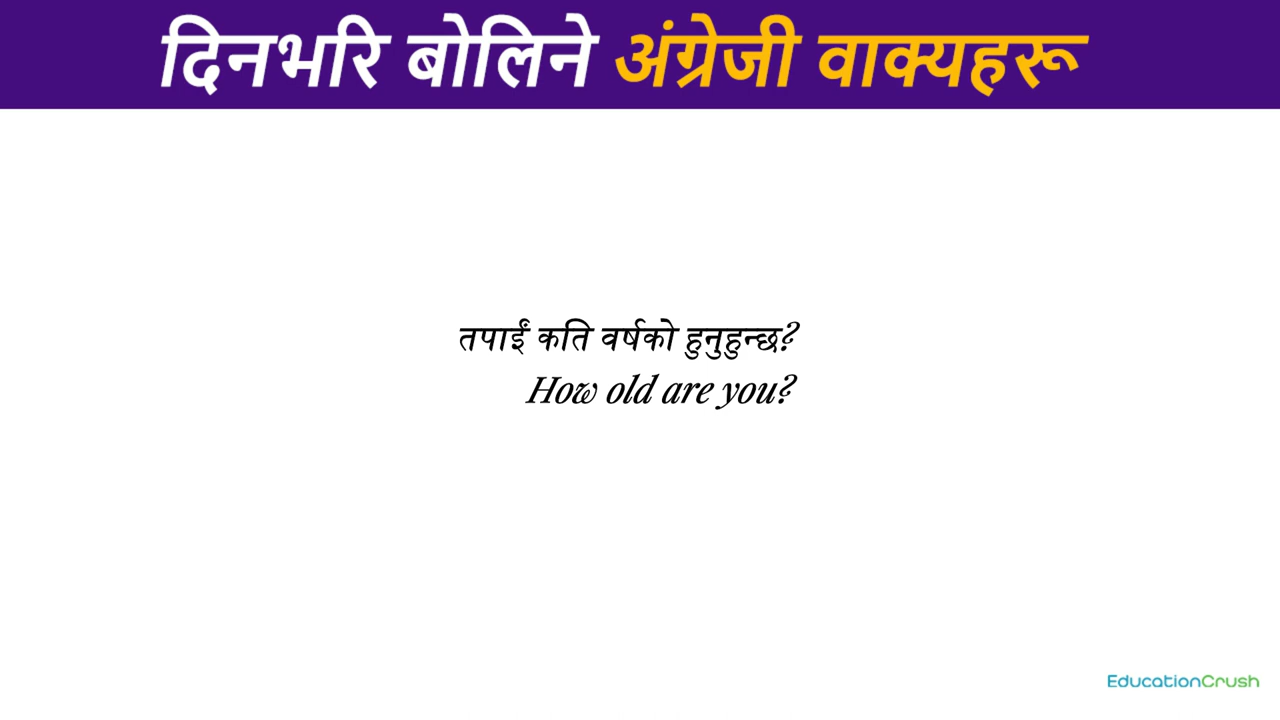 दिनभरि बोलिने अंग्रेजी वाक्यहरू
तपाईं कति वर्षको हुनुहुन्छ?
How old are you?
EducationCrush